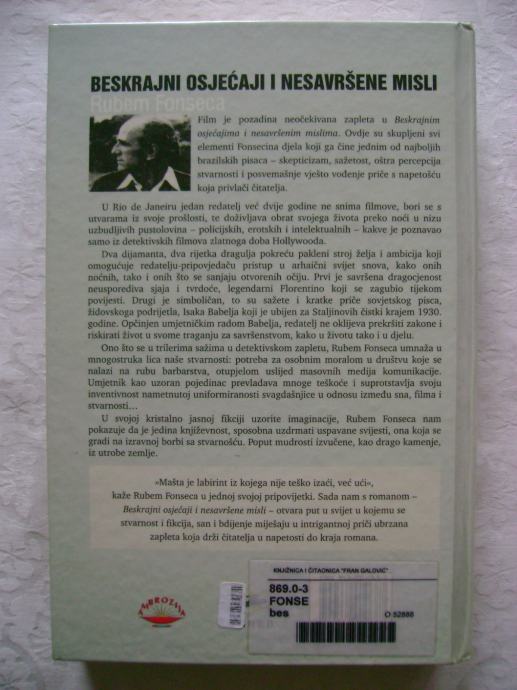 BESKRAJNI OSJEĆAJI I NESAVRŠENE MISLI
Rubem Fonseca
Film je pozadina neočekivana zapleta u Beskrajnim
osjećajima i nesavršenim mislima. Ovdje su skupljeni svi
elementi Fonsecina djela koji ga čine jednim od najboljih
brazilskih pisaca – skepticizam, sažetost, oštra percepcija
stvarnosti i posvemašnje vješto vođenje priče s napetošću
koja privlači čitatelja.
U Rio de Janeiru jedan redatelj već dvije godine ne snima filmove, bori se s
utvarama iz svoje prošlosti, te doživljava obrat svojega života preko noći u nizu
uzbudljivih pustolovina – policijskih, erotskih i intelektualnih – kakve je poznavao
samo iz detektivskih filmova zlatnoga doba Hollywooda.
Dva dijamanta, dva rijetka dragulja pokreću pakleni stroj želja i ambicija koji
omogućuje redatelju-pripovjedaču pristup u arhaični svijet snova, kako onih
noćnih, tako i onih što se sanjaju otvorenih očiju. Prvi je savršena dragocjenost
neusporediva sjaja i tvrdoće, legendarni Florentino koji se zagubio tijekom
povijesti. Drugi je simboličan, to su sažete i kratke priče sovjetskog pisca,
židovskoga podrijetla, Isaka Babelja koji je ubijen za Staljinovih čistki krajem 1930.
godine. Općinjen umjetničkim radom Babelja, redatelj ne oklijeva prekršiti zakone i
riskirati život u svome traganju za savršenstvom, kako u životu tako i u djelu.
Ono što se u trilerima sažima u detektivskom zapletu, Rubem Fonseca umnaža u
mnogostruka lica naše stvarnosti: potreba za osobnim moralom u društvu koje se
nalazi na rubu barbarstva, otupjelom uslijed masovnih medija komunikacije.
Umjetnik kao uzoran pojedinac prevladava mnoge teškoće i suprotstavlja svoju
inventivnost nametnutoj uniformiranosti svagdašnjice u odnosu između sna, filma i
stvarnosti...
U svojoj kristalno jasnoj fikciji uzorite imaginacije, Rubem Fonseca nam
pokazuje da je jedina književnost, sposobna uzdrmati uspavane svijesti, ona koja se
gradi na izravnoj borbi sa stvarnošću. Poput mudrosti izvučene, kao drago kamenje,
iz utrobe zemlje.
»Mašta je labirint iz kojega nije teško izaći, već ući«,
kaže Rubem Fonseca u jednoj svojoj pripovijetki. Sada nam s romanom –
Beskrajni osjećaji i nesavršene misli – otvara put u svijet u kojemu se
stvarnost i fikcija, san i bdijenje miješaju u intrigantnoj priči ubrzana
zapleta koja drži čitatelja u napetosti do kraja romana.
KNJIŽNICA I ČITAONICA "FRAN GALOVIĆ"
869.0-3
FONSE
bes
O 52888